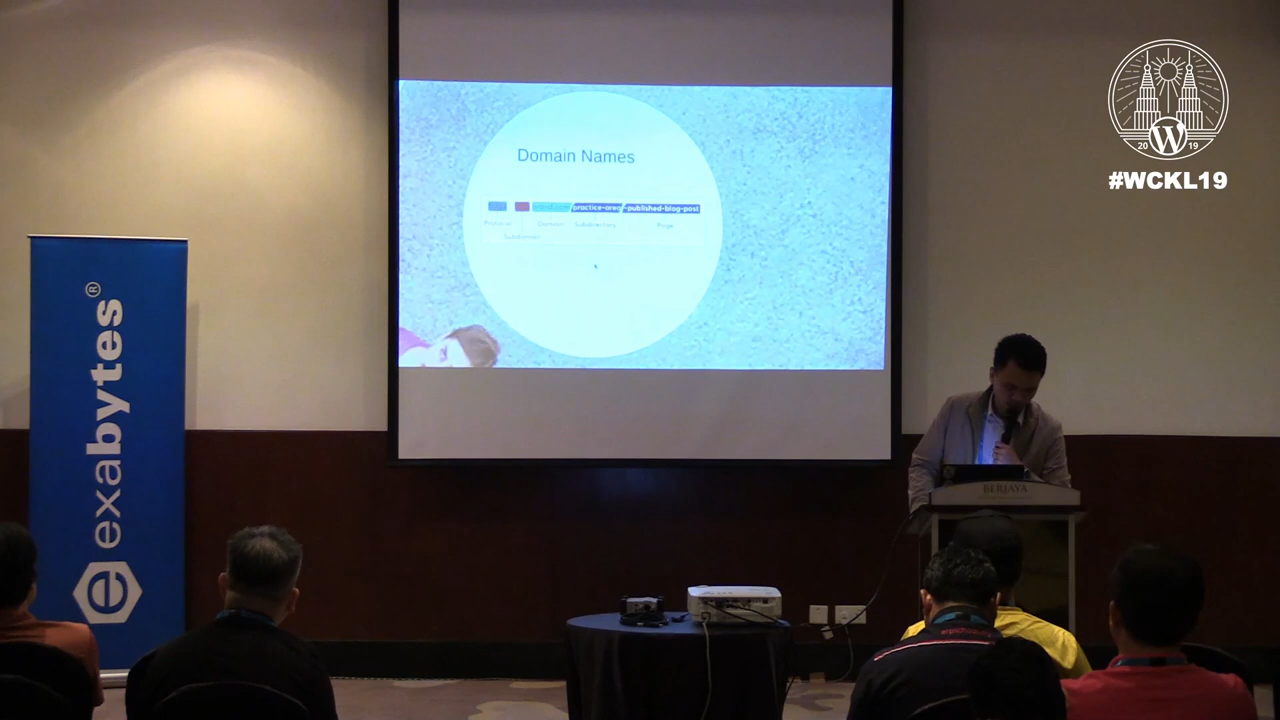 Domain Names
practice-area/-published-blog-post
Protocol
Domain
Subdirectory
Page
Subdomain
20 W 19
#WCKL19
e exabytes®
BERJAYA